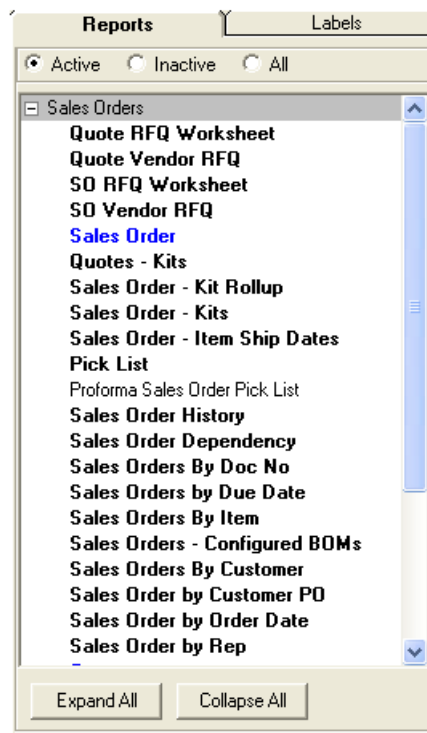 Reports Labels
Active Inactive All
Sales Orders
Quote RFQ Worksheet
Quote Vendor RFQ
SO RFQ Worksheet
SO Vendor RFQ
Sales Order
Quotes - Kits
Sales Order - Kit Rollup
Sales Order - Kits
Sales Order - Item Ship Dates
Pick List
Proforma Sales Order Pick List
Sales Order History
Sales Order Dependency
Sales Orders By Doc No
Sales Orders by Due Date
Sales Orders By Item
Sales Orders - Configured BOMs
Sales Orders By Customer
Sales Order by Customer PO
Sales Order by Order Date
Sales Order by Rep
Expand All Collapse All